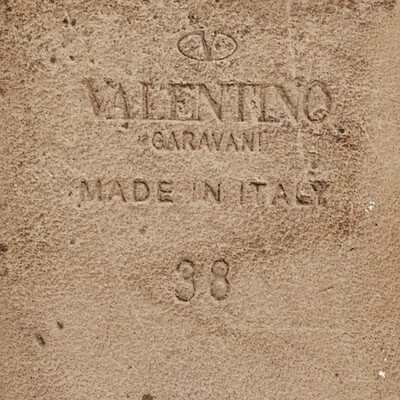 V
VALENTINO
GARAVANI
MADE IN ITALY
38